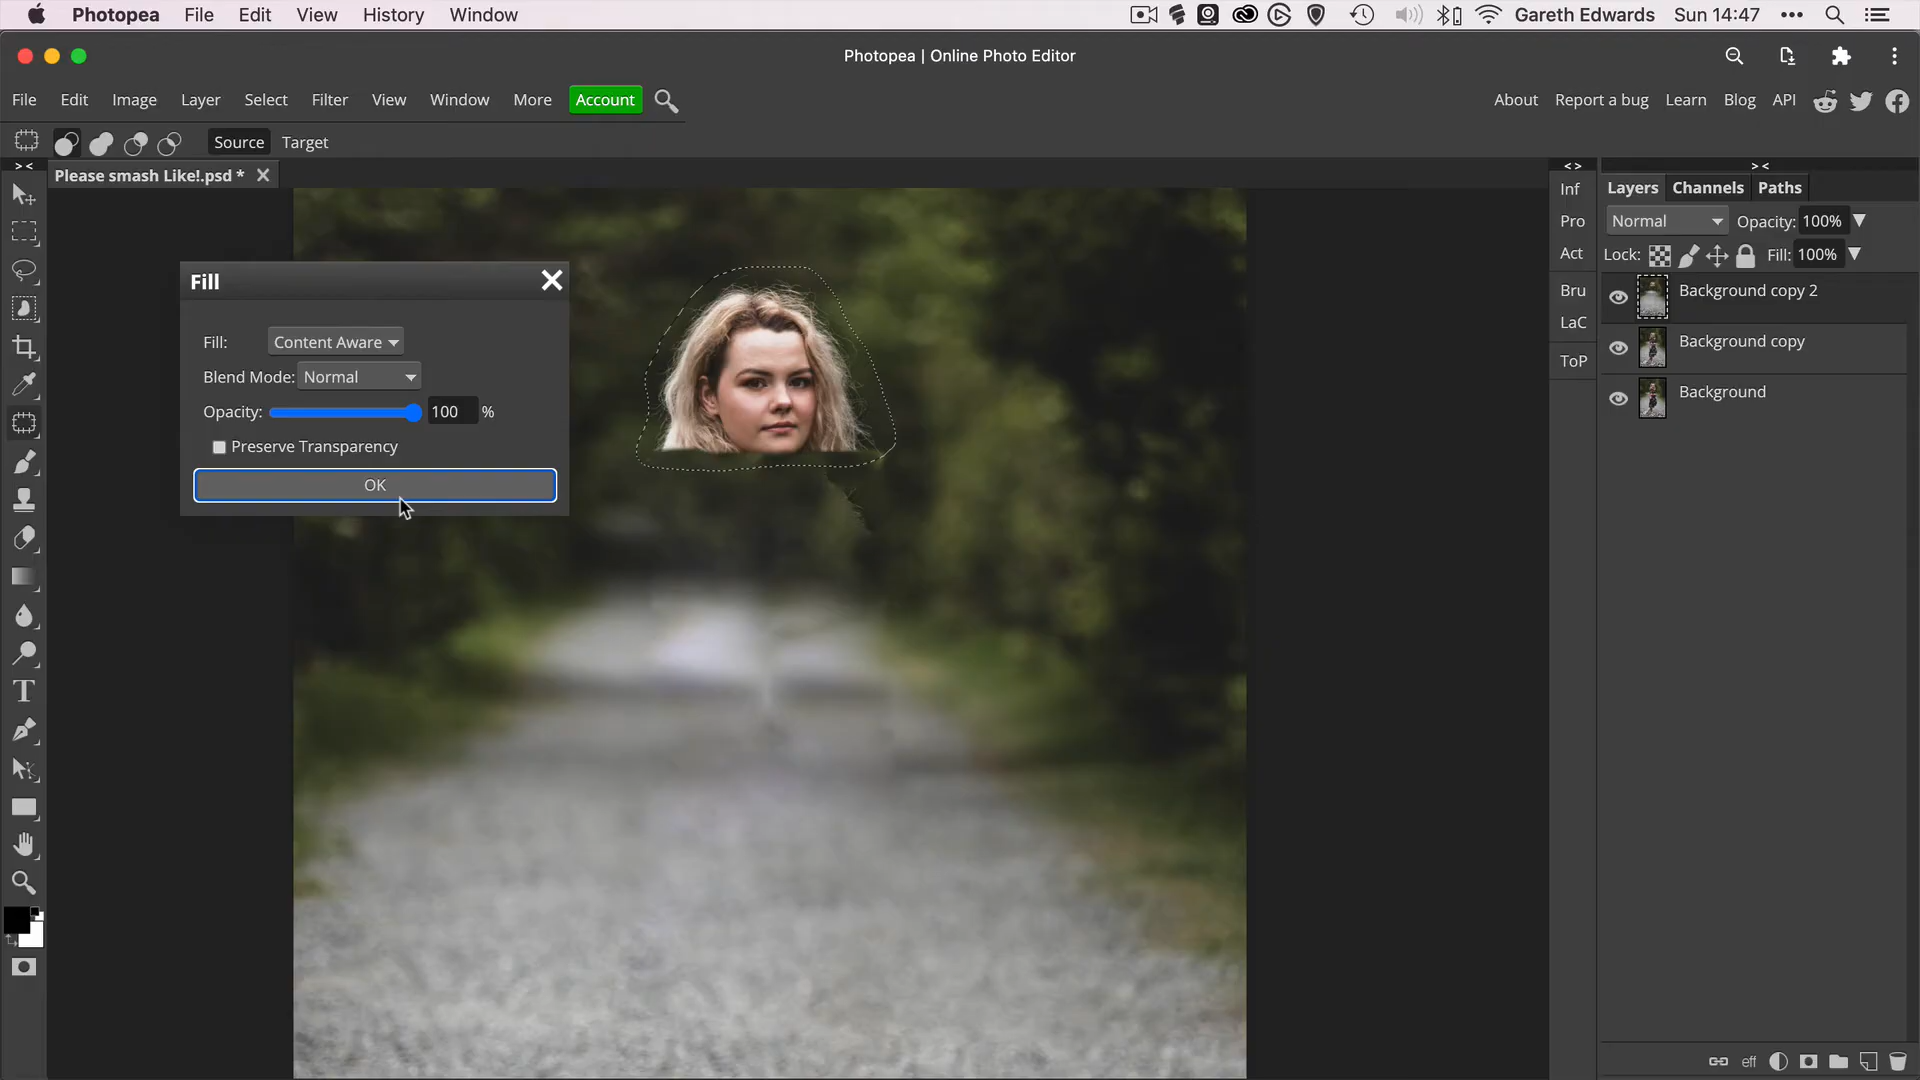 Photopea File Edit View History Window Gareth Edwards Sun 14:47
Photopea | Online Photo Editor
File Edit Image Layer Select Filter View Window More Account About Report a bug Learn Blog API
Source Target
Please smash Like!.psd *
Inf
Pro
Act
Bru
LaC
ToP
Layers Channels Paths
Normal Opacity: 100%
Lock: Fill: 100%
Background copy 2
Background copy
Background
eff
Fill
Fill: Content Aware
Blend Mode: Normal
Opacity: 100 %
Preserve Transparency
OK